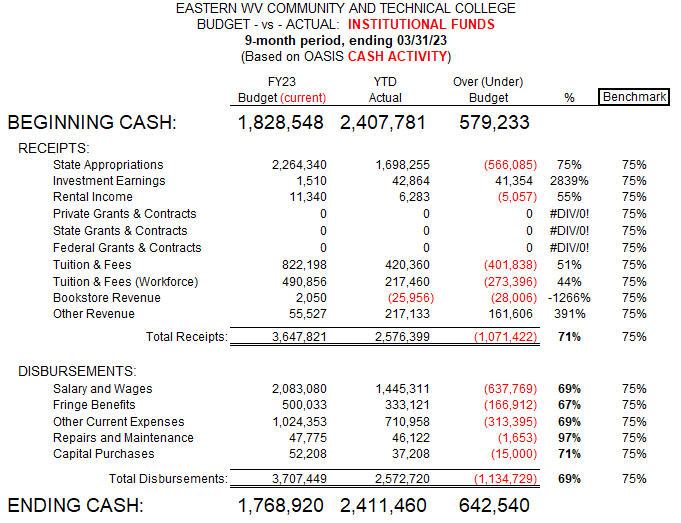 EASTERN WV COMMUNITY AND TECHNICAL COLLEGE
BUDGET - vs - ACTUAL: INSTITUTIONAL FUNDS
9-month period, ending 03/31/23
(Based on OASIS CASH ACTIVITY)
FY23 YTD Over (Under)
Budget (current) Actual Budget % Benchmark
BEGINNING CASH: 1,828,548 2,407,781 579,233
RECEIPTS:
State Appropriations 2,264,340 1,698,255 (566,085) 75% 75%
Investment Earnings 1,510 42,864 41,354 2839% 75%
Rental Income 11,340 6,283 (5,057) 55% 75%
Private Grants & Contracts 0 0 0 #DIV/0! 75%
State Grants & Contracts 0 0 0 #DIV/0! 75%
Federal Grants & Contracts 0 0 0 #DIV/0! 75%
Tuition & Fees 822,198 420,360 (401,838) 51% 75%
Tuition & Fees (Workforce) 490,856 217,460 (273,396) 44% 75%
Bookstore Revenue 2,050 (25,956) (28,006) -1266% 75%
Other Revenue 55,527 217,133 161,606 391% 75%
Total Receipts: 3,647,821 2,576,399 (1,071,422) 71% 75%
DISBURSEMENTS:
Salary and Wages 2,083,080 1,445,311 (637,769) 69% 75%
Fringe Benefits 500,033 333,121 (166,912) 67% 75%
Other Current Expenses 1,024,353 710,958 (313,395) 69% 75%
Repairs and Maintenance 47,775 46,122 (1,653) 97% 75%
Capital Purchases 52,208 37,208 (15,000) 71% 75%
Total Disbursements: 3,707,449 2,572,720 (1,134,729) 69% 75%
ENDING CASH: 1,768,920 2,411,460 642,540